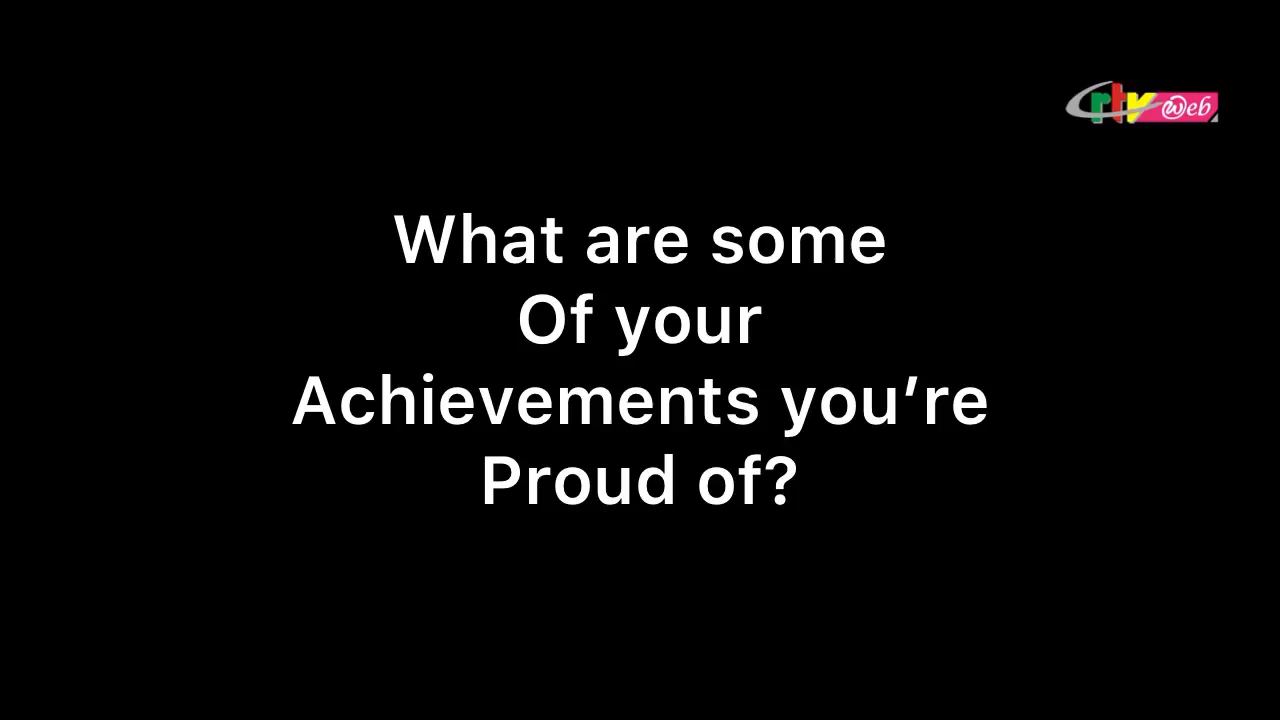 Crtv web
What are some
Of your
Achievements you’re
Proud of?